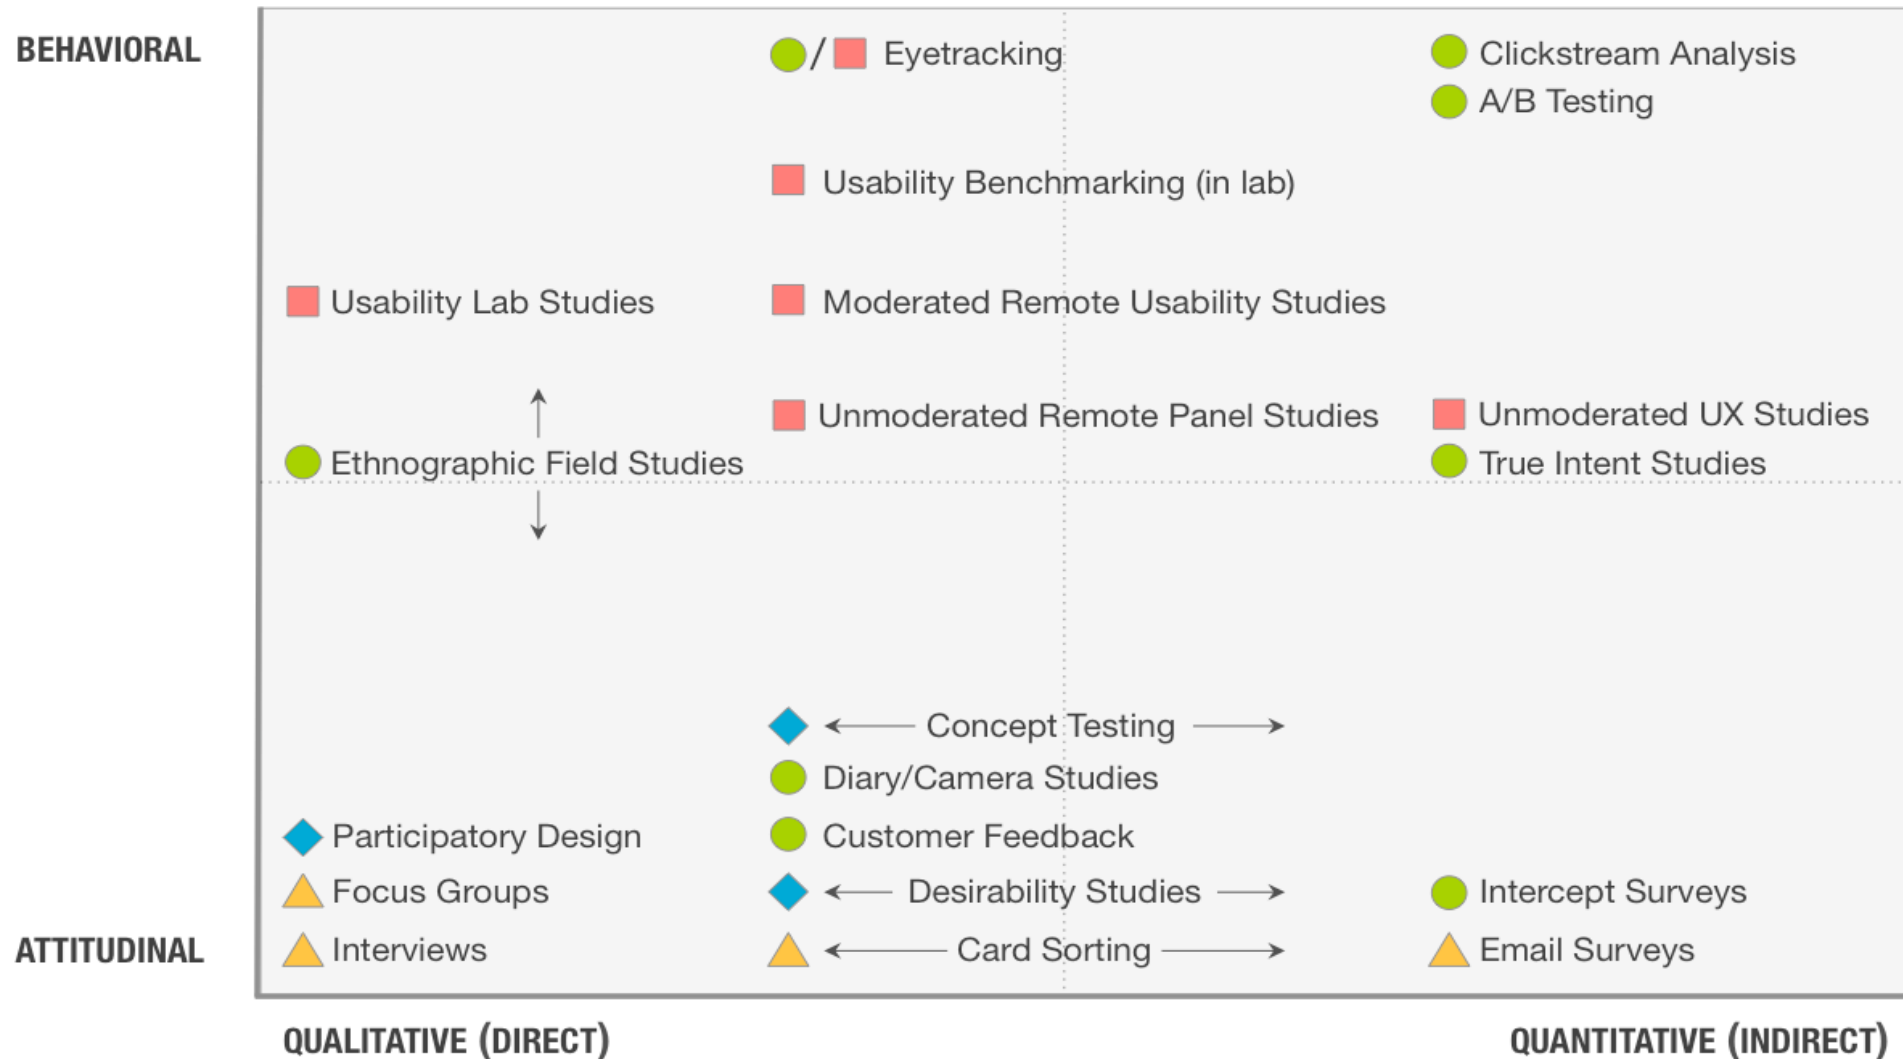 BEHAVIORAL
/ Eyetracking
Clickstream Analysis
A/B Testing
Usability Benchmarking (in lab)
Usability Lab Studies
Moderated Remote Usability Studies
Unmoderated Remote Panel Studies
Unmoderated UX Studies
Ethnographic Field Studies
True Intent Studies
Concept Testing
Diary/Camera Studies
Participatory Design
Customer Feedback
Focus Groups
Desirability Studies
Intercept Surveys
ATTITUDINAL
Interviews
Card Sorting
Email Surveys
QUALITATIVE (DIRECT)
QUANTITATIVE (INDIRECT)